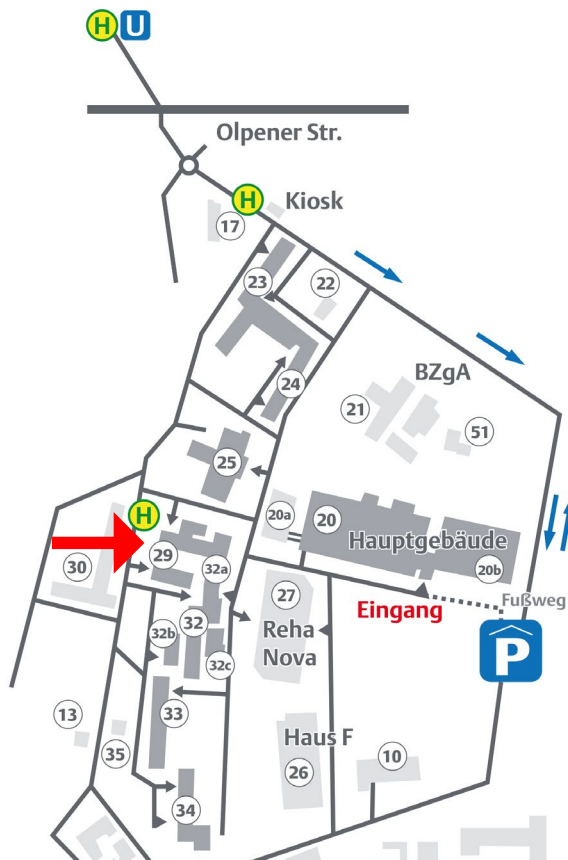 H U
Olpener Str.
H
Kiosk
17
23
22
24
BZgA
21
51
25
H
20a
20
Hauptgebäude
20b
29
30
32a
27
Eingang
Fußweg
32
32b
Reha
Nova
P
32c
13
33
35
Haus F
26
10
34